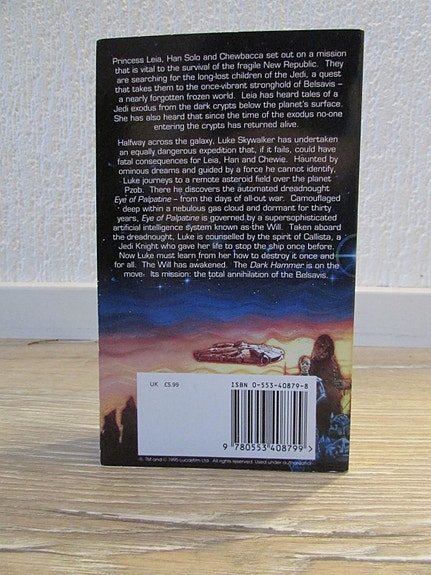 Princess Leia, Han Solo and Chewbacca set out on a mission
that is vital to the survival of the fragile New Republic. They
are searching for the long-lost children of the Jedi, a quest
that takes them to the once-vibrant stronghold of Belsavis –
a nearly forgotten frozen world. Leia has heard tales of a
Jedi exodus from the dark crypts below the planet's surface.
She has also heard that since the time of the exodus no-one
entering the crypts has returned alive.
Halfway across the galaxy, Luke Skywalker has undertaken
an equally dangerous expedition that, if it fails, could have
fatal consequences for Leia, Han and Chewie. Haunted by
ominous dreams and guided by a force he cannot identify,
Luke journeys to a remote asteroid field over the planet
Pzob. There he discovers the automated dreadnought
Eye of Palpatine – from the days of all-out war. Camouflaged
deep within a nebulous gas cloud and dormant for thirty
years, Eye of Palpatine is governed by a supersophisticated
artificial intelligence system known as the Will. Taken aboard
the dreadnought, Luke is counselled by the spirit of Callista, a
Jedi Knight who gave her life to stop the ship once before.
Now Luke must learn from her how to destroy it once and
for all. The Will has awakened. The Dark Hammer is on the
move. Its mission: the total annihilation of the Belsavis.
UK £5.99
ISBN 0-553-40879-8
9 780553 408799 >
TM and © 1995 Lucasfilm Ltd. All rights reserved. Used under authorization.